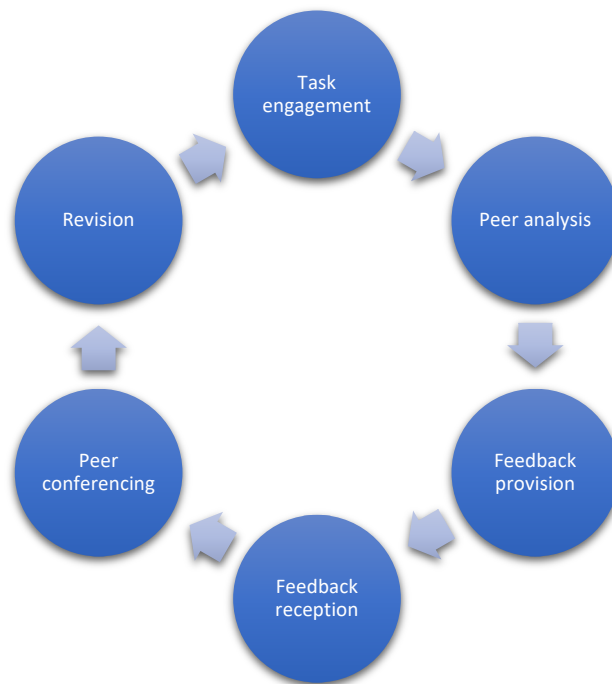 Task
engagement
Peer analysis
Feedback
provision
Feedback
reception
Peer
conferencing
Revision